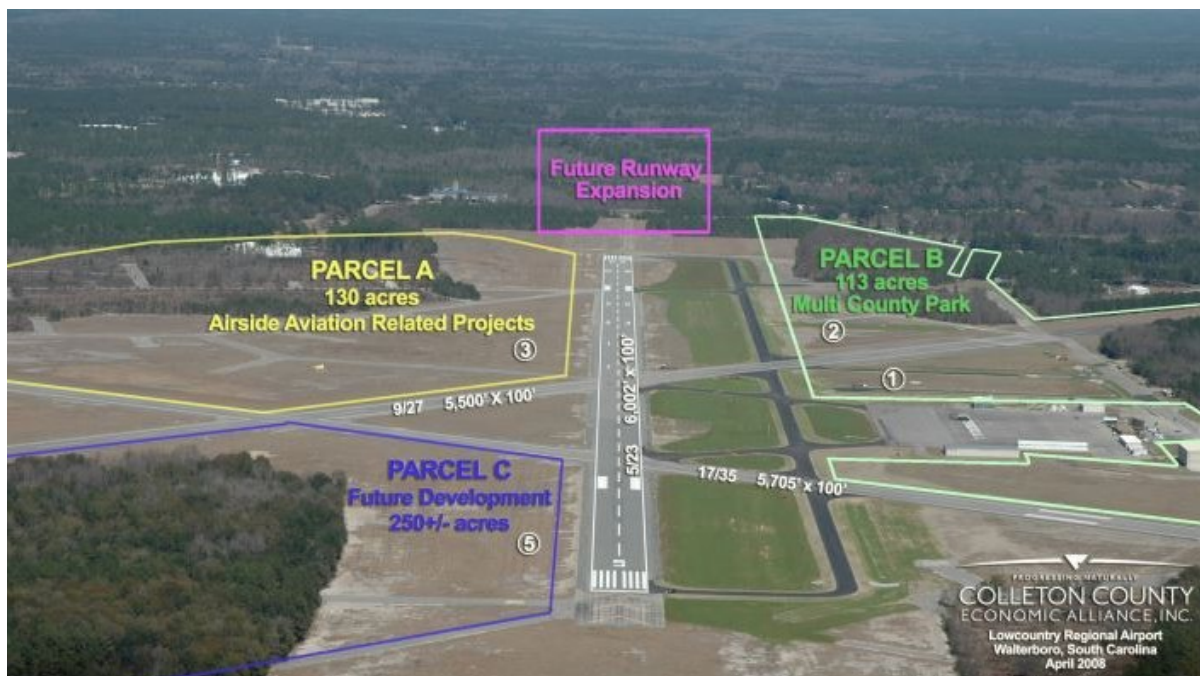 Future Runway
Expansion
PARCEL A
130 acres
Airside Aviation Related Projects
③
PARCEL B
113 acres
Multi County Park
②
①
9/27 5,500' X 100'
5/23 6,002' x 100'
17/35 5,705' x 100'
PARCEL C
Future Development
250+/- acres
⑤
PROGRESSING NATURALLY
COLLETON COUNTY
ECONOMIC ALLIANCE, INC.
Lowcountry Regional Airport
Walterboro, South Carolina
April 2008